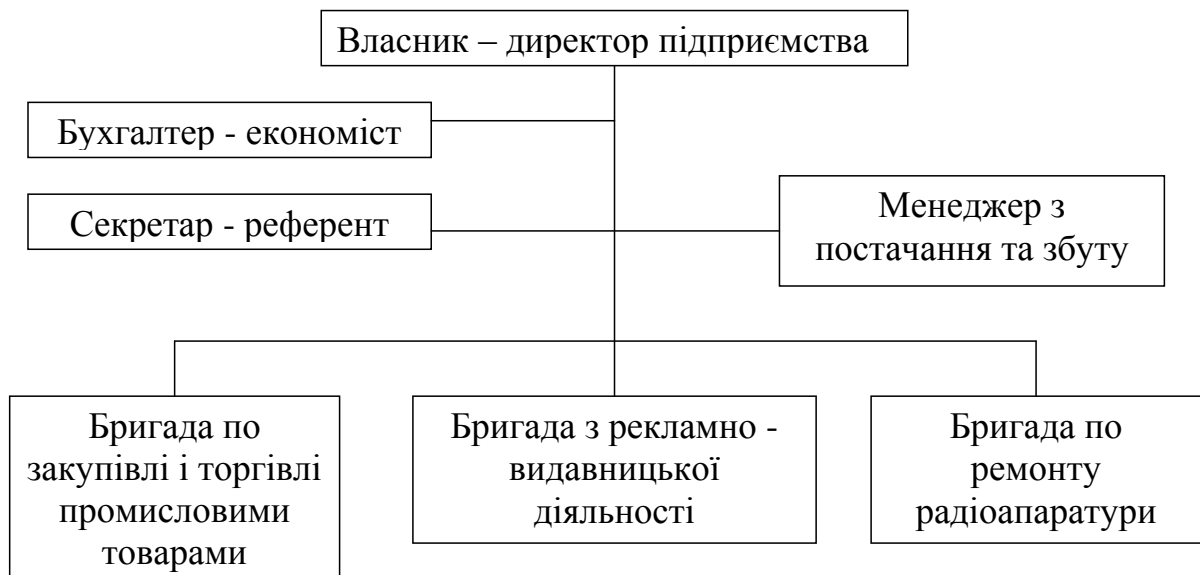 Власник – директор підприємства
Бухгалтер - економіст
Секретар - референт
Менеджер з
постачання та збуту
Бригада по
закупівлі і торгівлі
промисловими
товарами
Бригада з рекламно -
видавницької
діяльності
Бригада по
ремонту
радіоапаратури